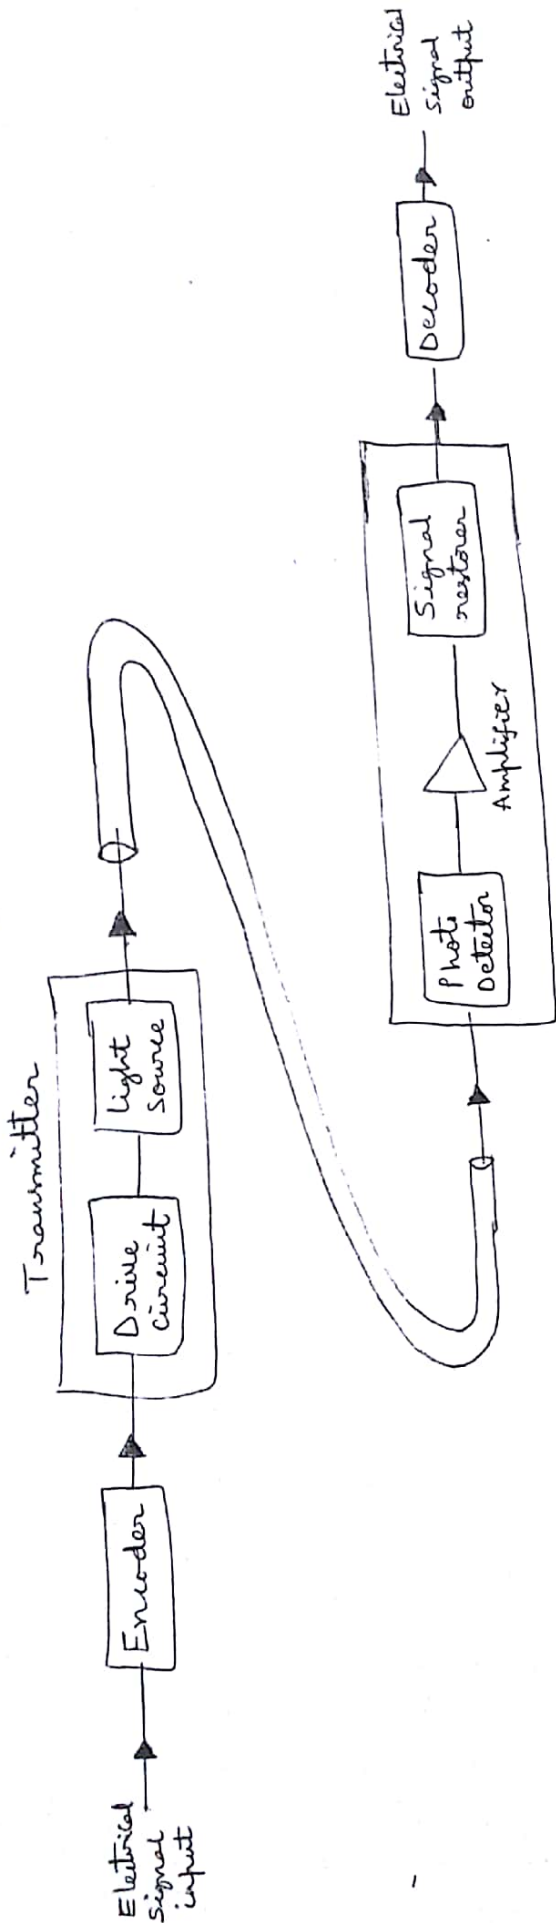 Transmitter
Electrical
Signal
input
Encoder
Drive
Circuit
Light
Source
Photo
Detector
Amplifier
Signal
restorer
Decoder
Electrical
Signal
output